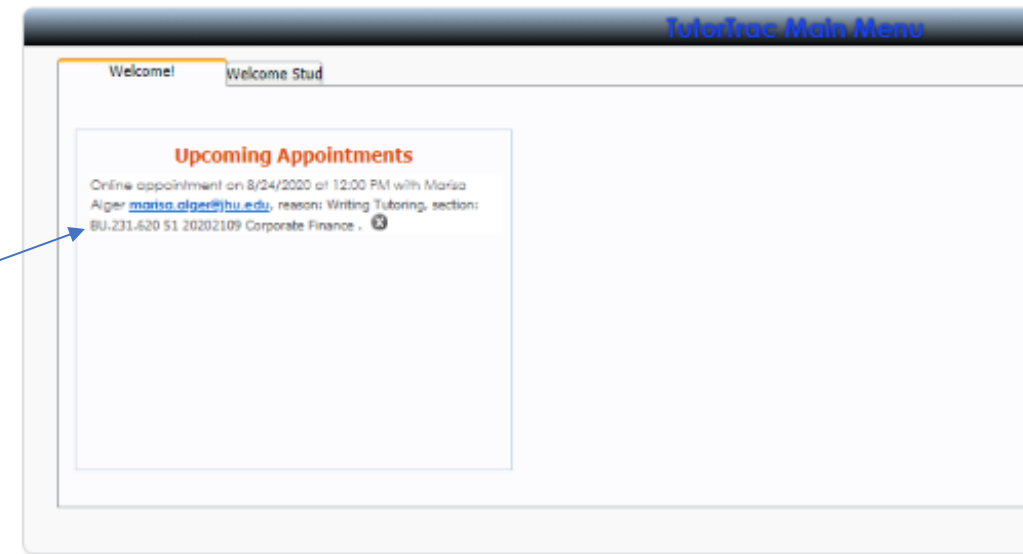 TutorTrac Main Menu
Welcome!
Welcome Stud
Upcoming Appointments
Online appointment on 8/24/2020 at 12:00 PM with Marisa
Alger marisa.alger@jhu.edu, reason: Writing Tutoring, section:
BU.231.620 51 20202109 Corporate Finance .